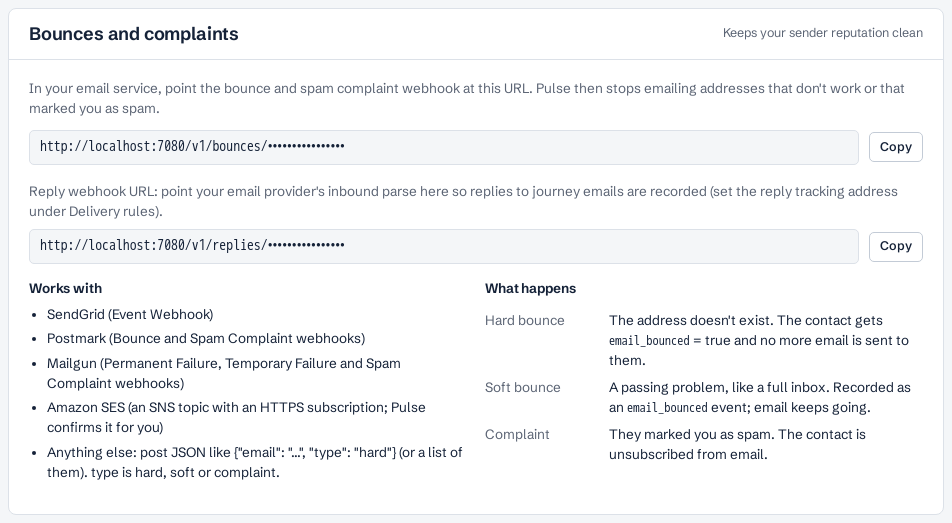 Bounces and complaints
Keeps your sender reputation clean
In your email service, point the bounce and spam complaint webhook at this URL. Pulse then stops emailing addresses that don't work or that
marked you as spam.
http://localhost:7080/v1/bounces/••••••••••••••••
Copy
Reply webhook URL: point your email provider's inbound parse here so replies to journey emails are recorded (set the reply tracking address
under Delivery rules).
http://localhost:7080/v1/replies/••••••••••••••••
Copy
Works with
• SendGrid (Event Webhook)
• Postmark (Bounce and Spam Complaint webhooks)
• Mailgun (Permanent Failure, Temporary Failure and Spam
Complaint webhooks)
• Amazon SES (an SNS topic with an HTTPS subscription; Pulse
confirms it for you)
• Anything else: post JSON like {"email": "...", "type": "hard"} (or a list of
them). type is hard, soft or complaint.
What happens
Hard bounce
The address doesn't exist. The contact gets
email_bounced = true and no more email is sent to
them.
Soft bounce
A passing problem, like a full inbox. Recorded as
an email_bounced event; email keeps going.
Complaint
They marked you as spam. The contact is
unsubscribed from email.